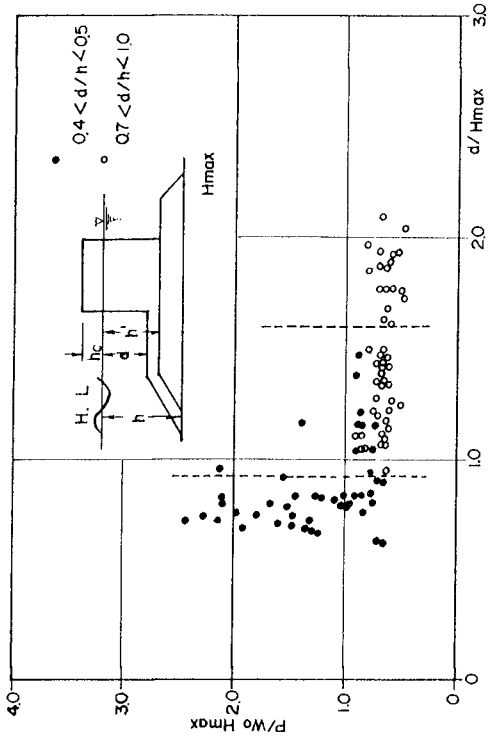 4.0
3.0
2.0
1.0
0
P/Wo Hmax
H. L
hc
d
h'
h
Hmax
0.4 < d/h < 0.5
0.7 < d/h < 1.0
0
1.0
2.0
3.0
d/Hmax